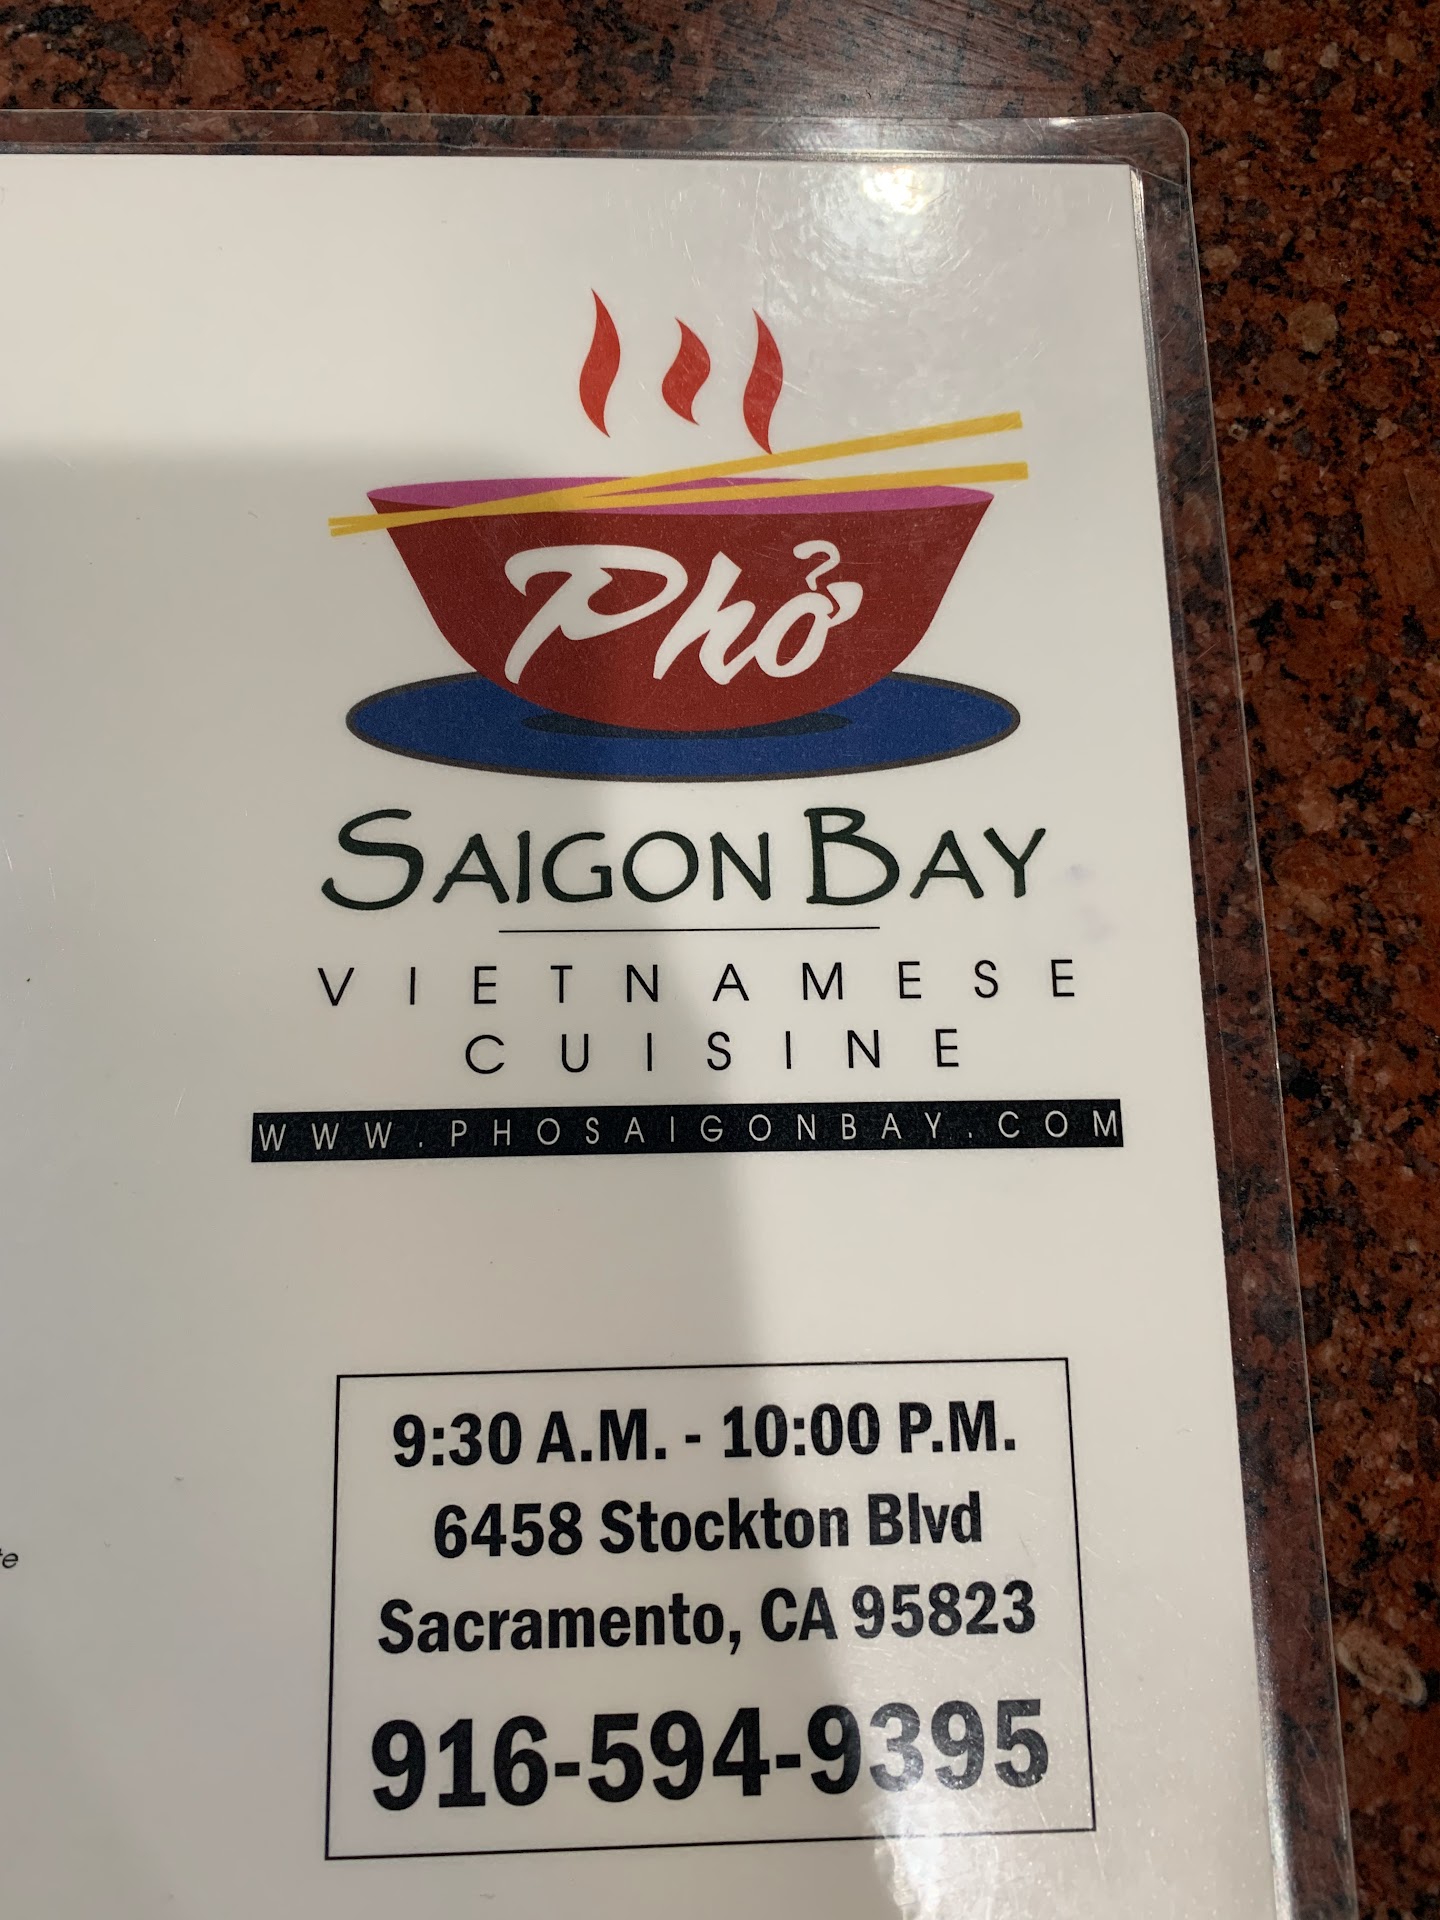 Phở
SAIGON BAY
VIETNAMESE
CUISINE
WWW.PHOSAIGONBAY.COM
9:30 A.M. - 10:00 P.M.
6458 Stockton Blvd
Sacramento, CA 95823
916-594-9395